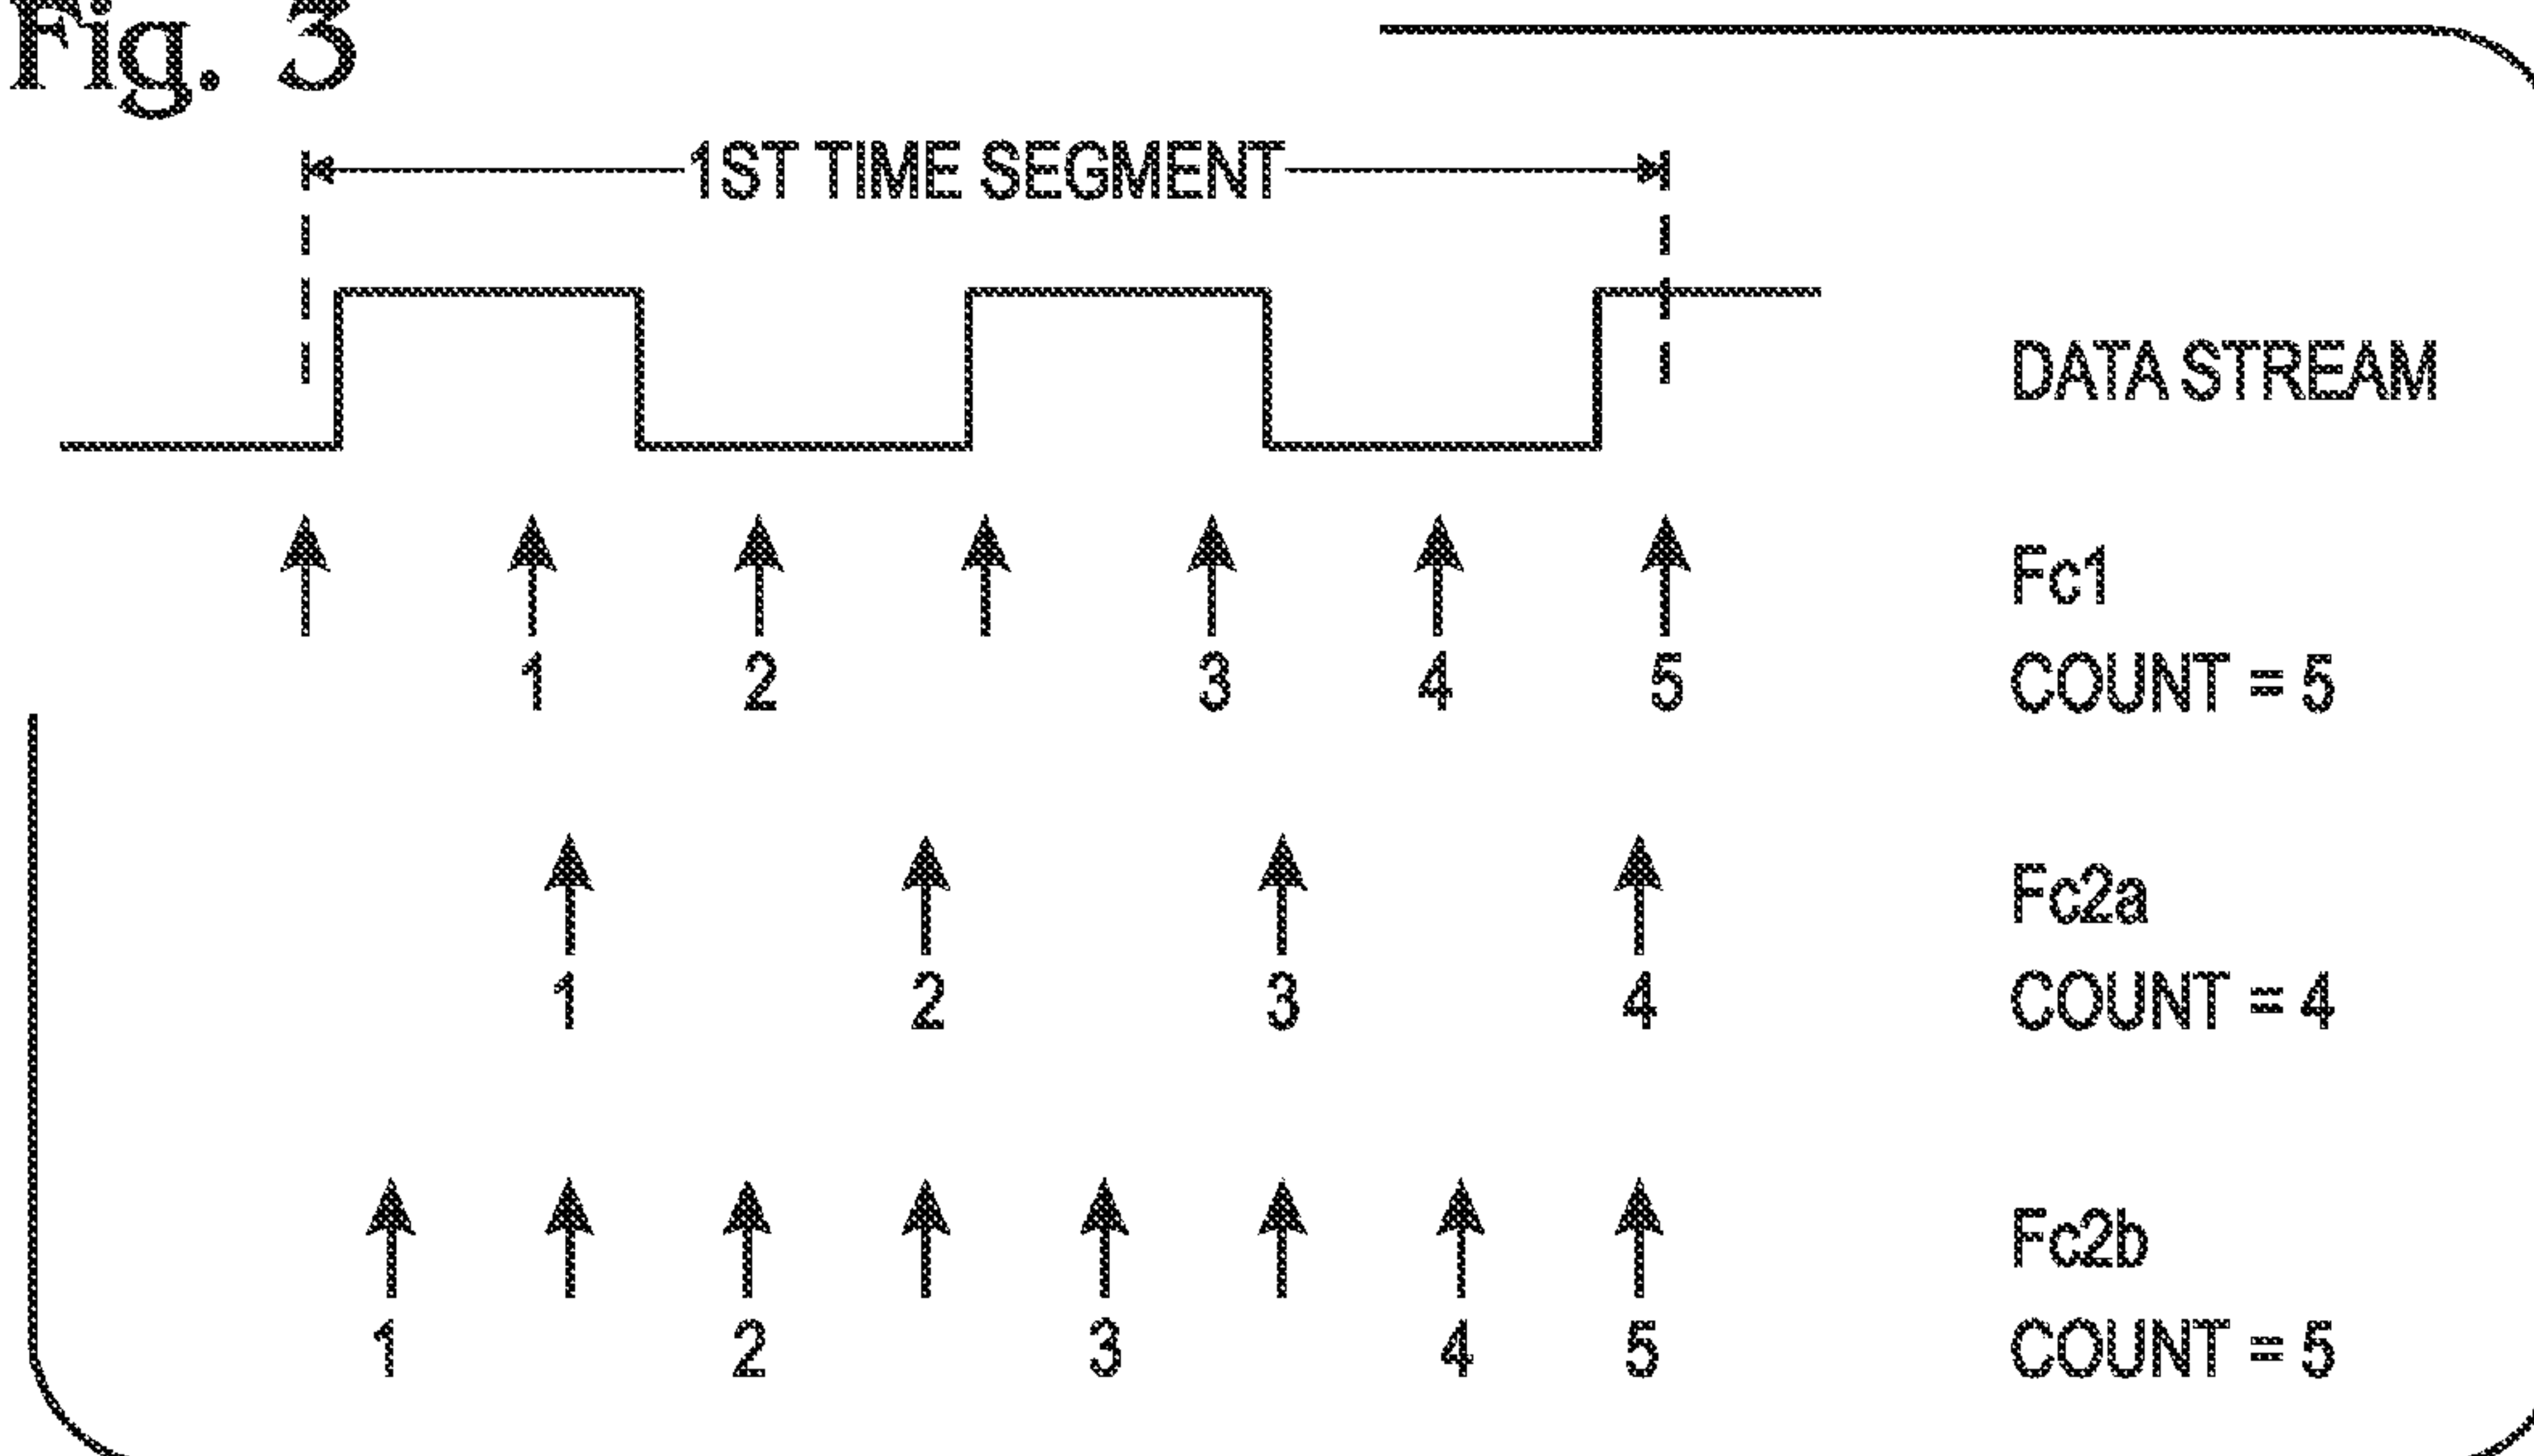 Fig. 3
1ST TIME SEGMENT
DATA STREAM
Fc1
1 2 3 4 5 COUNT = 5
Fc2a
1 2 3 4 COUNT = 4
Fc2b
1 2 3 4 5 COUNT = 5